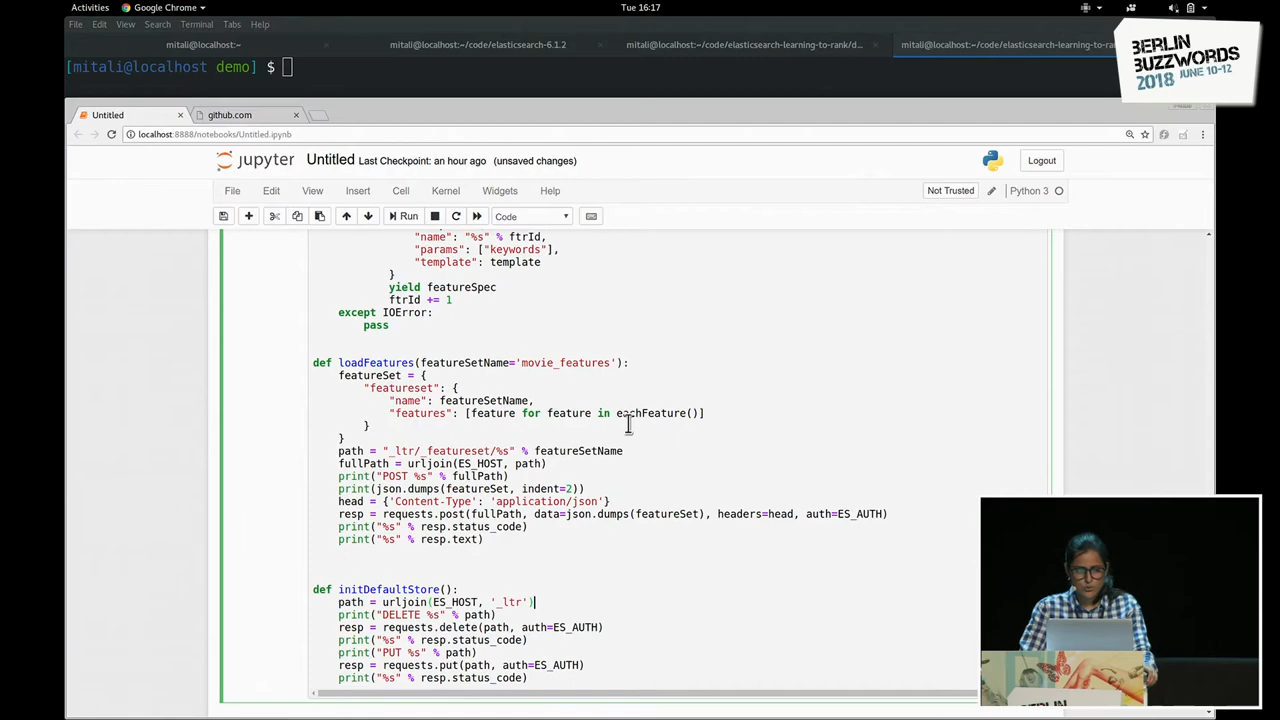 Activities
Google Chrome
Tue 16:17
File Edit View Search Terminal Tabs Help
mitali@localhost:~
mitali@localhost:~/code/elasticsearch-6.1.2
mitali@localhost:~/code/elasticsearch-learning-to-rank/d...
mitali@localhost:~/code/elasticsearch-learning-to-ran
[mitali@localhost demo] $
BERLIN
BUZZWORDS
2018 JUNE 10-12
Untitled
github.com
localhost:8888/notebooks/Untitled.ipynb
jupyter Untitled Last Checkpoint: an hour ago (unsaved changes)
Logout
File Edit View Insert Cell Kernel Widgets Help
Not Trusted
Python 3
Run
Code
"name": "%s" % ftrId,
"params": ["keywords"],
"template": template
}
yield featureSpec
ftrId += 1
except IOError:
pass
def loadFeatures(featureSetName='movie_features'):
featureSet = {
"featureset": {
"name": featureSetName,
"features": [feature for feature in eachFeature()]
}
}
path = "_ltr/_featureset/%s" % featureSetName
fullPath = urljoin(ES_HOST, path)
print("POST %s" % fullPath)
print(json.dumps(featureSet, indent=2))
head = {'Content-Type': 'application/json'}
resp = requests.post(fullPath, data=json.dumps(featureSet), headers=head, auth=ES_AUTH)
print("%s" % resp.status_code)
print("%s" % resp.text)
def initDefaultStore():
path = urljoin(ES_HOST, '_ltr')
print("DELETE %s" % path)
resp = requests.delete(path, auth=ES_AUTH)
print("%s" % resp.status_code)
print("PUT %s" % path)
resp = requests.put(path, auth=ES_AUTH)
print("%s" % resp.status_code)